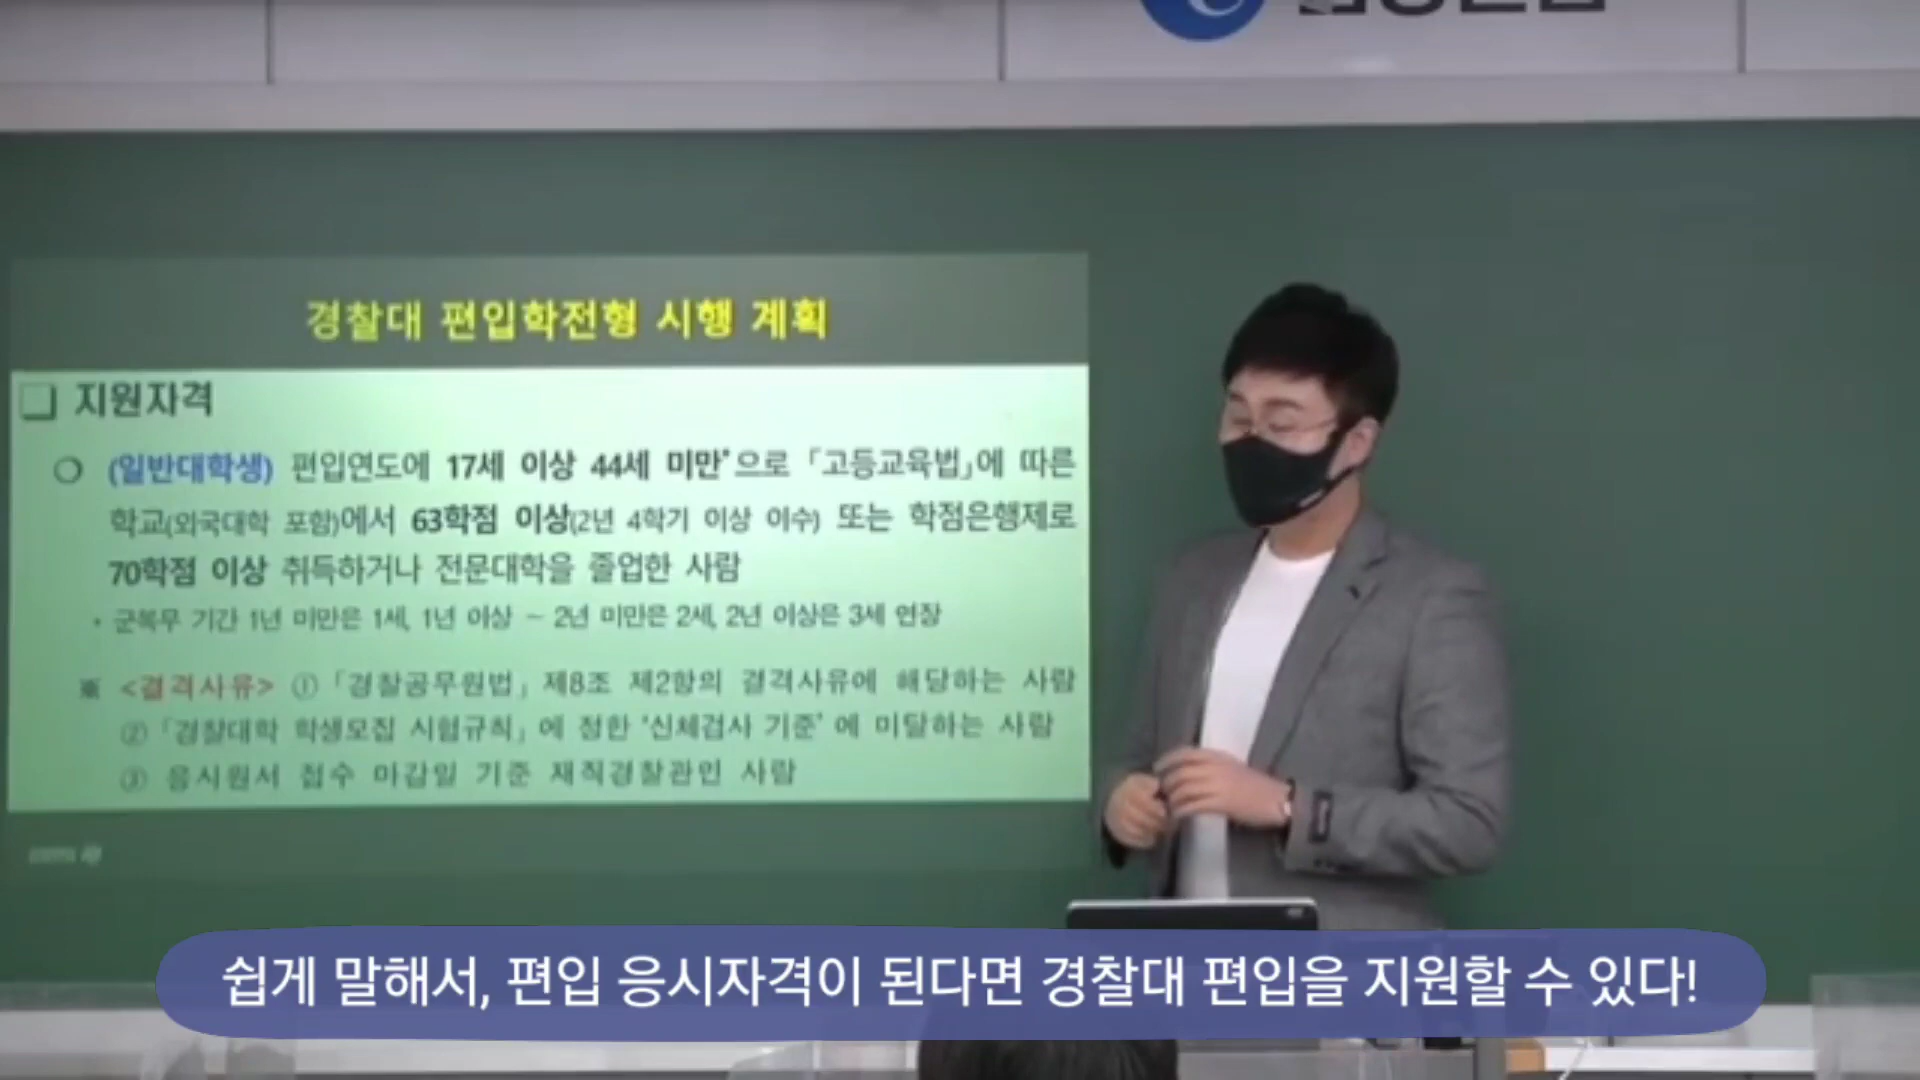 경찰대 편입학전형 시행 계획
❏ 지원자격
○ (일반대학생) 편입연도에 17세 이상 44세 미만*으로 「고등교육법」에 따른
학교(외국대학 포함)에서 63학점 이상(2년 4학기 이상 이수) 또는 학점은행제로
70학점 이상 취득하거나 전문대학을 졸업한 사람
* 군복무 기간 1년 미만은 1세, 1년 이상 ~ 2년 미만은 2세, 2년 이상은 3세 연장
※ <결격사유> ①「경찰공무원법」 제8조 제2항의 결격사유에 해당하는 사람
②「경찰대학 학생모집 시험규칙」에 정한 '신체검사 기준'에 미달하는 사람
③ 응시원서 접수 마감일 기준 재직경찰관인 사람
쉽게 말해서, 편입 응시자격이 된다면 경찰대 편입을 지원할 수 있다!